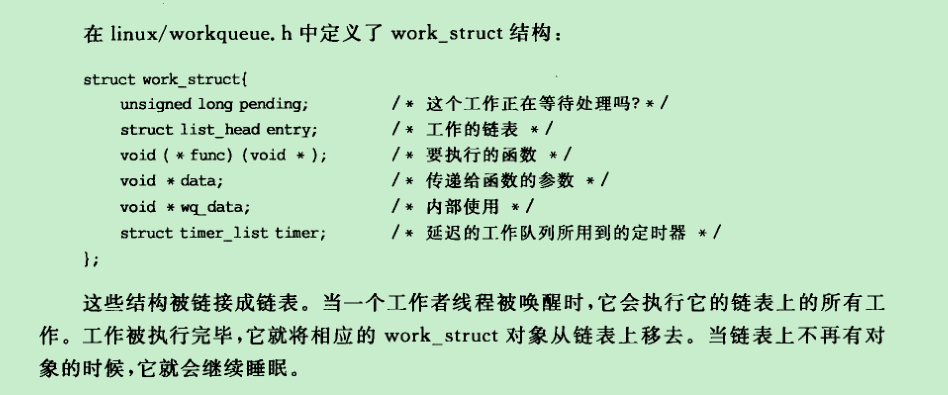 在 linux/workqueue.h 中定义了 work_struct 结构:
struct work_struct{
unsigned long pending; /* 这个工作正在等待处理吗?*/
struct list_head entry; /* 工作的链表 */
void (*func)(void *); /* 要执行的函数 */
void *data; /* 传递给函数的参数 */
void *wq_data; /* 内部使用 */
struct timer_list timer; /* 延迟的工作队列所用到的定时器 */
};
这些结构被链接成链表。当一个工作者线程被唤醒时,它会执行它的链表上的所有工
作。工作被执行完毕,它就将相应的 work_struct 对象从链表上移去。当链表上不再有对
象的时候,它就会继续睡眠。